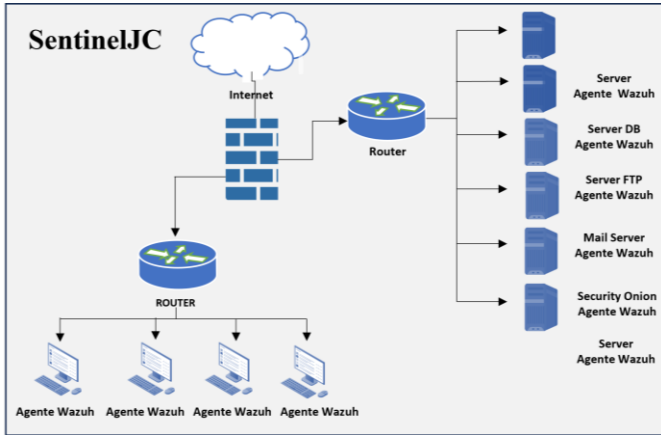 SentinelJC
Internet
Router
Server
Agente Wazuh
Server DB
Agente Wazuh
Server FTP
Agente Wazuh
Mail Server
Agente Wazuh
Security Onion
Agente Wazuh
Server
Agente Wazuh
ROUTER
Agente Wazuh
Agente Wazuh
Agente Wazuh
Agente Wazuh